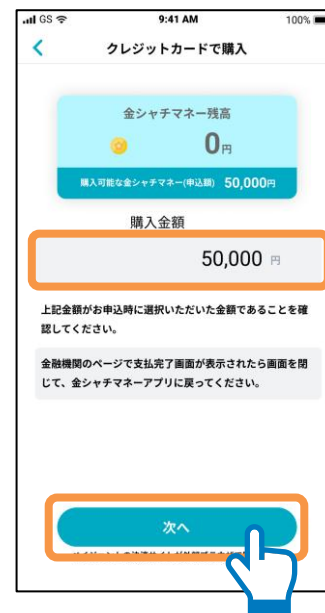 GS 9:41 AM 100%
クレジットカードで購入
金シャチマネー残高
0円
購入可能な金シャチマネー(申込額) 50,000円
購入金額
50,000 円
上記金額がお申込時に選択いただいた金額であることを確
認してください。
金融機関のページで支払完了画面が表示されたら画面を閉
じて、金シャチマネーアプリに戻ってください。
次へ